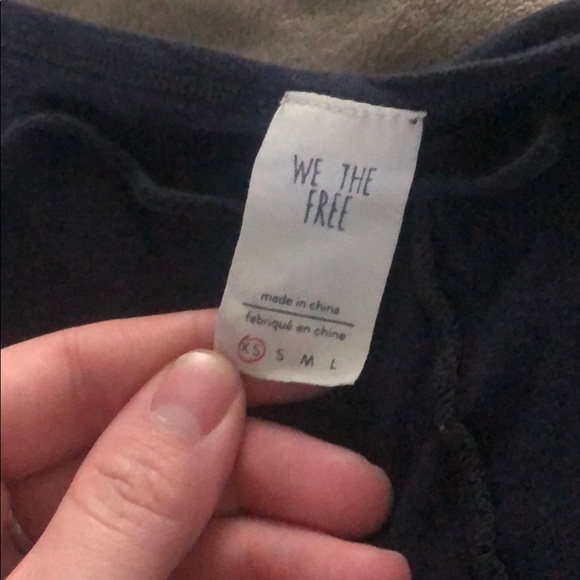 WE THE
FREE
made in china
fabriqué en chine
XS S M L